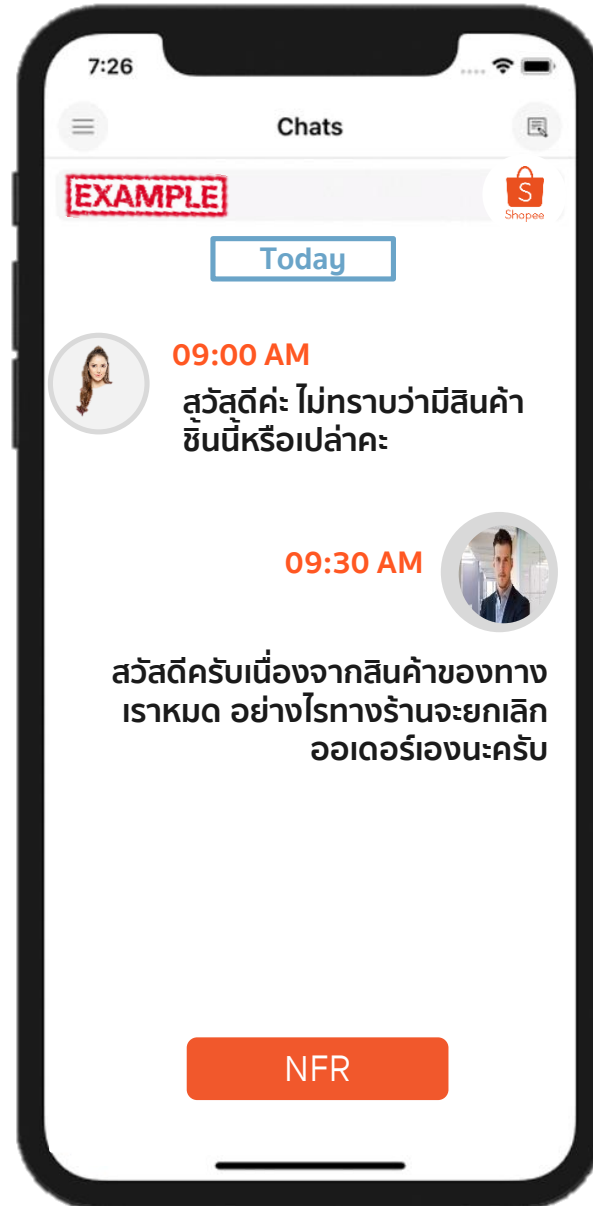 7:26
Chats
EXAMPLE
S
Shopee
Today
09:00 AM
สวัสดีค่ะ ไม่ทราบว่ามีสินค้า
ชิ้นนี้หรือเปล่าคะ
09:30 AM
สวัสดีครับเนื่องจากสินค้าของทาง
เราหมด อย่างไรทางร้านจะยกเลิก
ออเดอร์เองนะครับ
NFR